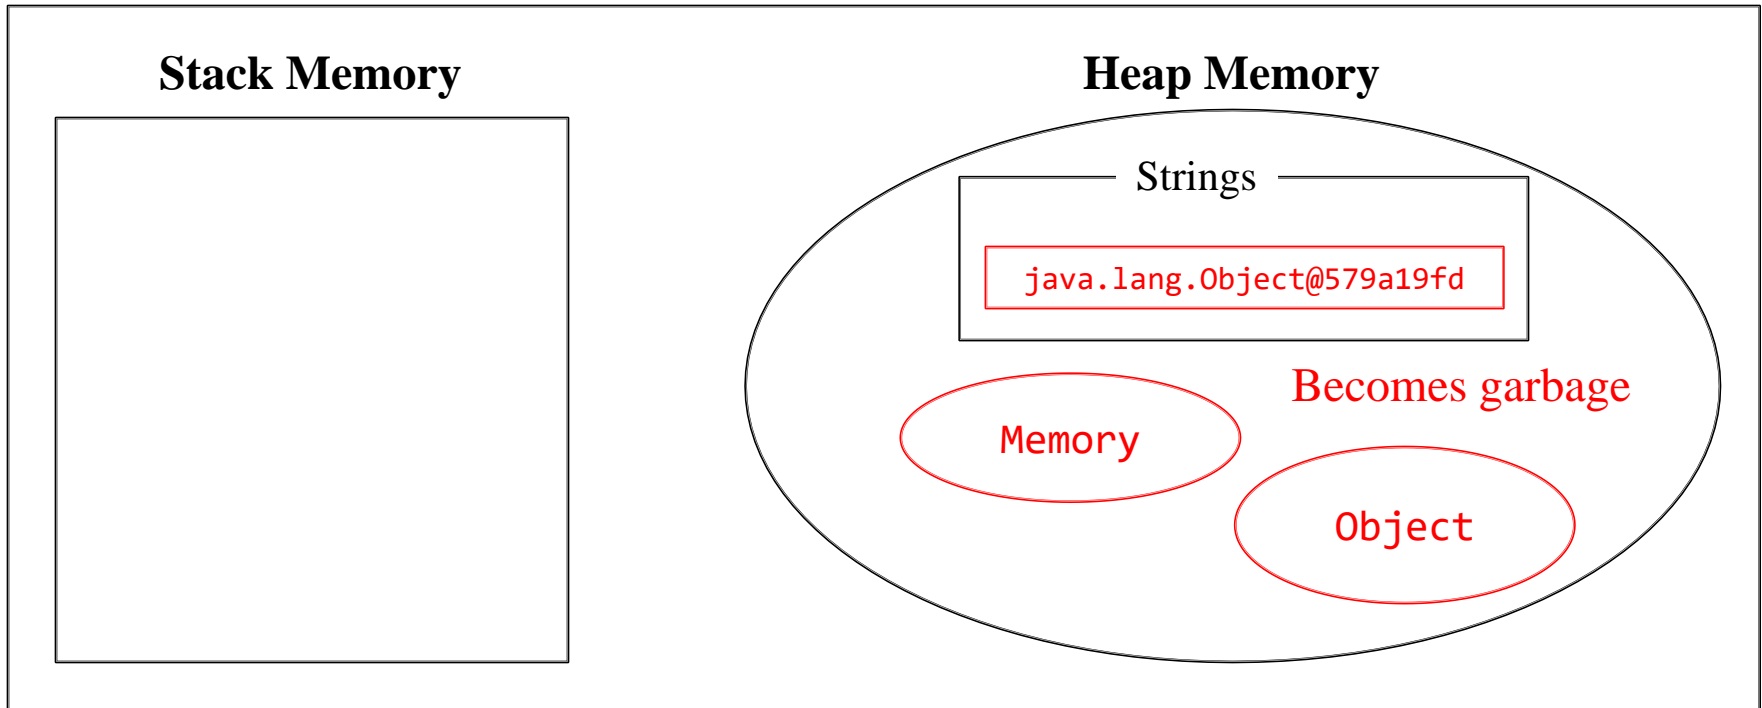 Stack Memory
Heap Memory
Strings
java.lang.Object@579a19fd
Becomes garbage
Memory
Object